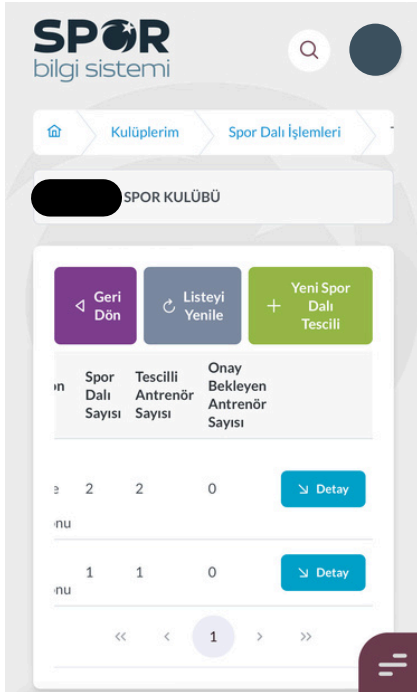 SPOR
bilgi sistemi
Kulüplerim
Spor Dalı İşlemleri
SPOR KULÜBÜ
Geri
Dön
Listeyi
Yenile
Yeni Spor
Dalı
Tescili
Spor
Dalı
Sayısı
Tescilli
Antrenör
Sayısı
Onay
Bekleyen
Antrenör
Sayısı
2 2 0 Detay
1 1 0 Detay
<< < 1 > >>